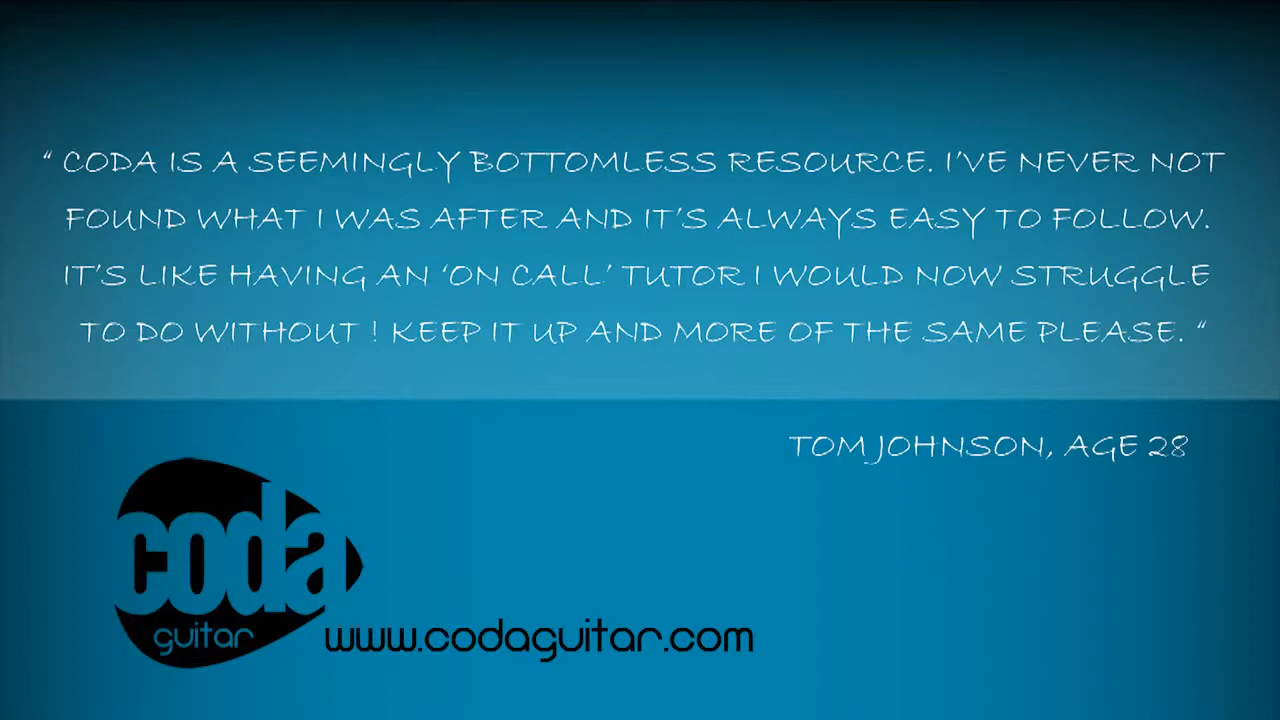 “ CODA IS A SEEMINGLY BOTTOMLESS RESOURCE. I'VE NEVER NOT
FOUND WHAT I WAS AFTER AND IT'S ALWAYS EASY TO FOLLOW.
IT'S LIKE HAVING AN ‘ON CALL’ TUTOR I WOULD NOW STRUGGLE
TO DO WITHOUT ! KEEP IT UP AND MORE OF THE SAME PLEASE. “
TOM JOHNSON, AGE 28
coda
guitar
www.codaguitar.com